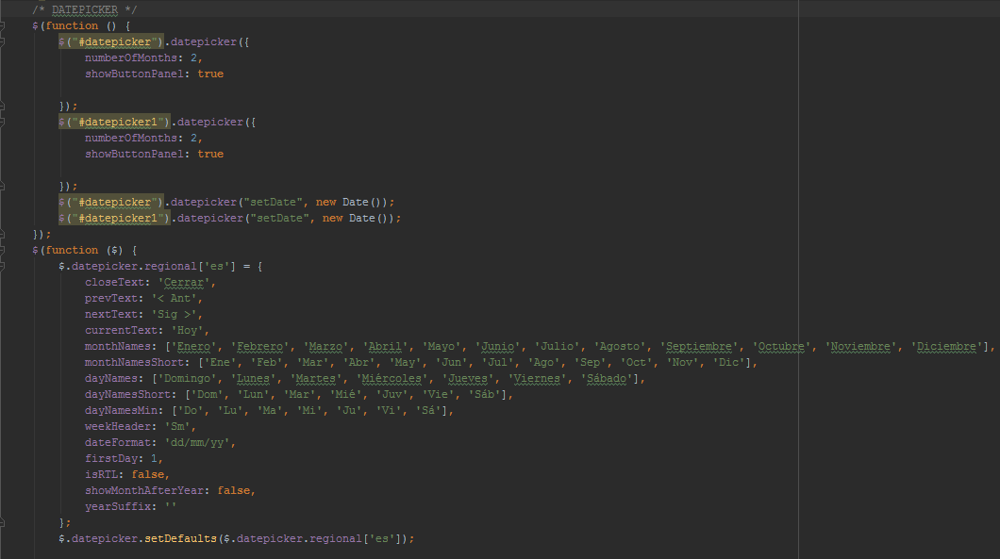 /* DATEPICKER */
$(function () {
$("#datepicker").datepicker({
numberOfMonths: 2,
showButtonPanel: true
});
$("#datepicker1").datepicker({
numberOfMonths: 2,
showButtonPanel: true
});
$("#datepicker").datepicker("setDate", new Date());
$("#datepicker1").datepicker("setDate", new Date());
});
$(function ($) {
$.datepicker.regional['es'] = {
closeText: 'Cerrar',
prevText: '< Ant',
nextText: 'Sig >',
currentText: 'Hoy',
monthNames: ['Enero', 'Febrero', 'Marzo', 'Abril', 'Mayo', 'Junio', 'Julio', 'Agosto', 'Septiembre', 'Octubre', 'Noviembre', 'Diciembre'],
monthNamesShort: ['Ene', 'Feb', 'Mar', 'Abr', 'May', 'Jun', 'Jul', 'Ago', 'Sep', 'Oct', 'Nov', 'Dic'],
dayNames: ['Domingo', 'Lunes', 'Martes', 'Miércoles', 'Jueves', 'Viernes', 'Sábado'],
dayNamesShort: ['Dom', 'Lun', 'Mar', 'Mié', 'Juv', 'Vie', 'Sáb'],
dayNamesMin: ['Do', 'Lu', 'Ma', 'Mi', 'Ju', 'Vi', 'Sá'],
weekHeader: 'Sm',
dateFormat: 'dd/mm/yy',
firstDay: 1,
isRTL: false,
showMonthAfterYear: false,
yearSuffix: ''
};
$.datepicker.setDefaults($.datepicker.regional['es']);